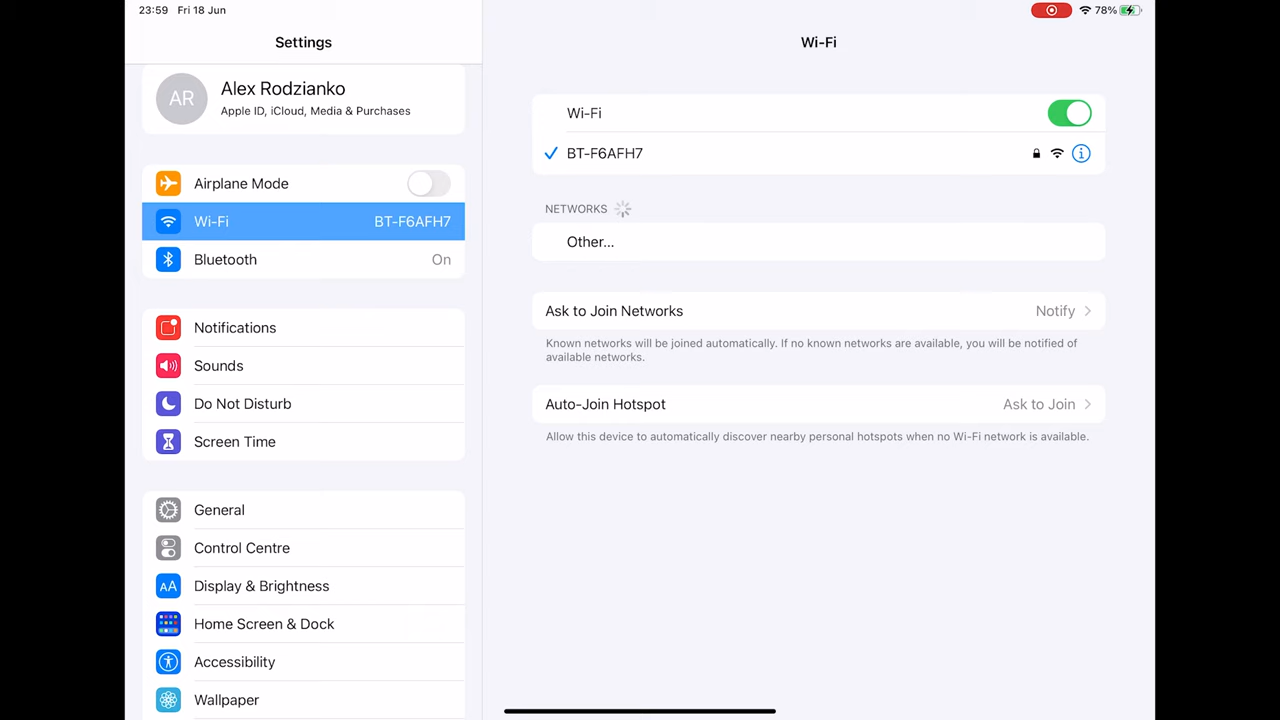 23:59 Fri 18 Jun
78%
Settings
AR
Alex Rodzianko
Apple ID, iCloud, Media & Purchases
Airplane Mode
Wi-Fi BT-F6AFH7
Bluetooth On
Notifications
Sounds
Do Not Disturb
Screen Time
General
Control Centre
AA Display & Brightness
Home Screen & Dock
Accessibility
Wallpaper
Wi-Fi
Wi-Fi
BT-F6AFH7
NETWORKS
Other...
Ask to Join Networks Notify
Known networks will be joined automatically. If no known networks are available, you will be notified of
available networks.
Auto-Join Hotspot Ask to Join
Allow this device to automatically discover nearby personal hotspots when no Wi-Fi network is available.